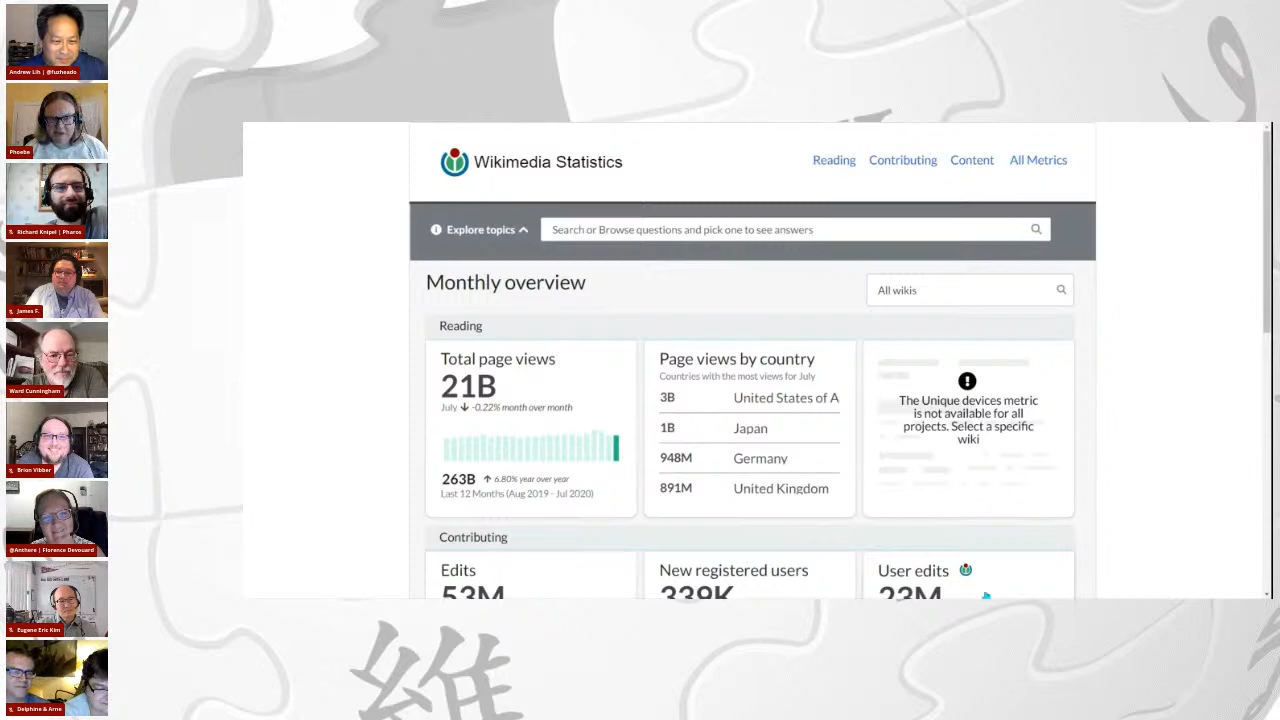 Andrew Lih | @fuzheado
Phoebe
Richard Knipel | Pharos
James F.
Ward Cunningham
Brion Vibber
@Anthere | Florence Devouard
Eugene Eric Kim
Delphine & Arne
Wikimedia Statistics
Reading
Contributing
Content
All Metrics
Explore topics
Search or Browse questions and pick one to see answers
Monthly overview
All wikis
Reading
Total page views
21B
July -0.22% month over month
263B 6.80% year over year
Last 12 Months (Aug 2019 - Jul 2020)
Page views by country
Countries with the most views for July
3B United States of A
1B Japan
948M Germany
891M United Kingdom
The Unique devices metric
is not available for all
projects. Select a specific
wiki
Contributing
Edits
53M
New registered users
339K
User edits
23M
維